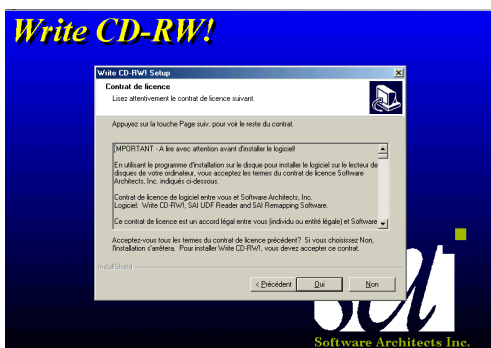 Write CD-RW!
Write CD-RW! Setup
Contrat de licence
Lisez attentivement le contrat de licence suivant.
Appuyez sur la touche Page suiv. pour voir le reste du contrat.
IMPORTANT - A lire avec attention avant d'installer le logiciel!
En utilisant le programme d'installation sur le disque pour installer le logiciel sur le lecteur de
disques de votre ordinateur, vous acceptez les termes du contrat de licence Software
Architects, Inc. indiqués ci-dessous.
Contrat de licence de logiciel entre vous et Software Architects, Inc.
Logiciel: Write CD-RW!, SAI UDF Reader and SAI Remapping Software.
Ce contrat de licence est un accord légal entre vous (individu ou entité légale) et Software
Acceptez-vous tous les termes du contrat de licence précédent? Si vous choisissez Non,
l'installation s'arrêtera. Pour installer Write CD-RW!, vous devez accepter ce contrat.
InstallShield
< Précédent Oui Non
sai
Software Architects Inc.